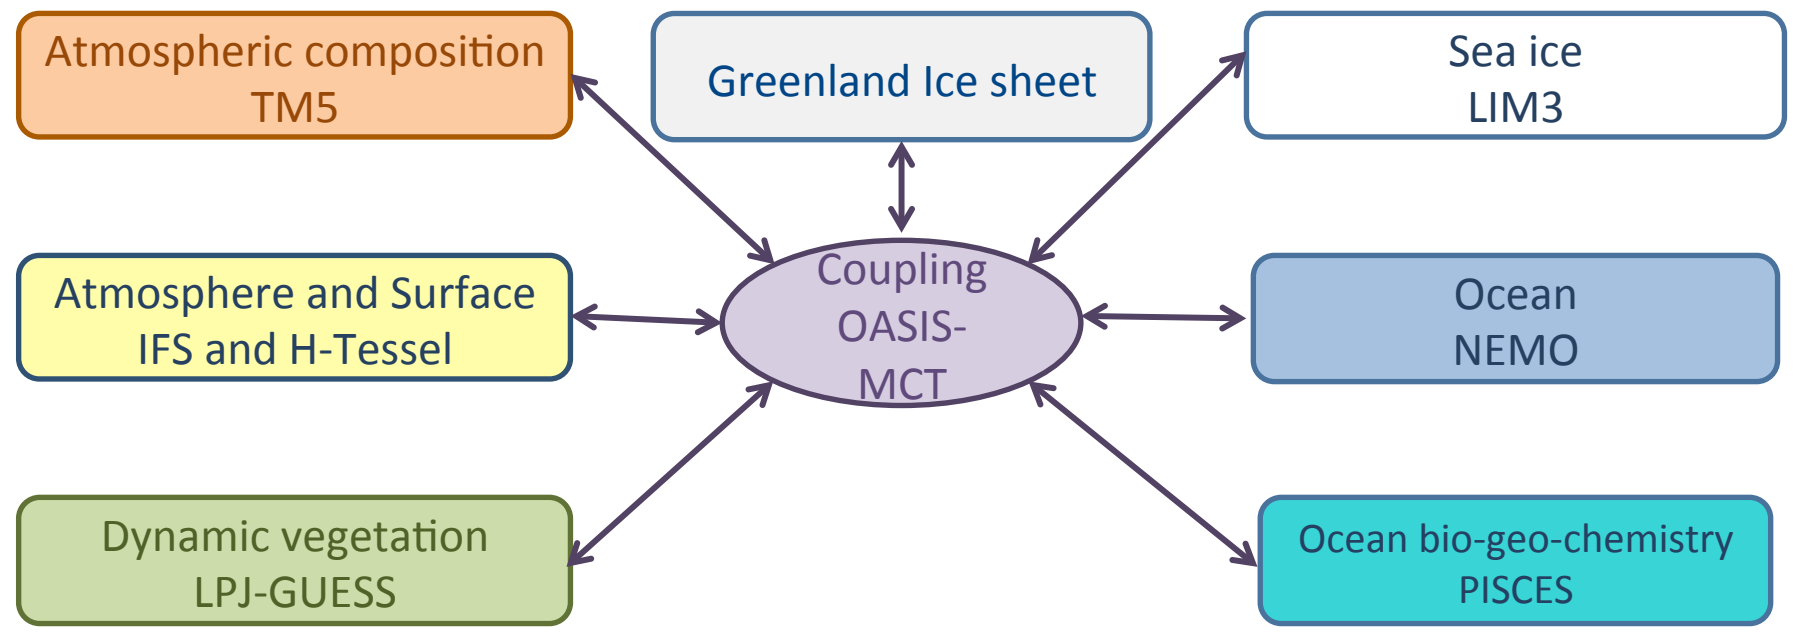 Atmospheric composition
TM5
Greenland Ice sheet
Sea ice
LIM3
Atmosphere and Surface
IFS and H-Tessel
Coupling
OASIS-
MCT
Ocean
NEMO
Dynamic vegetation
LPJ-GUESS
Ocean bio-geo-chemistry
PISCES